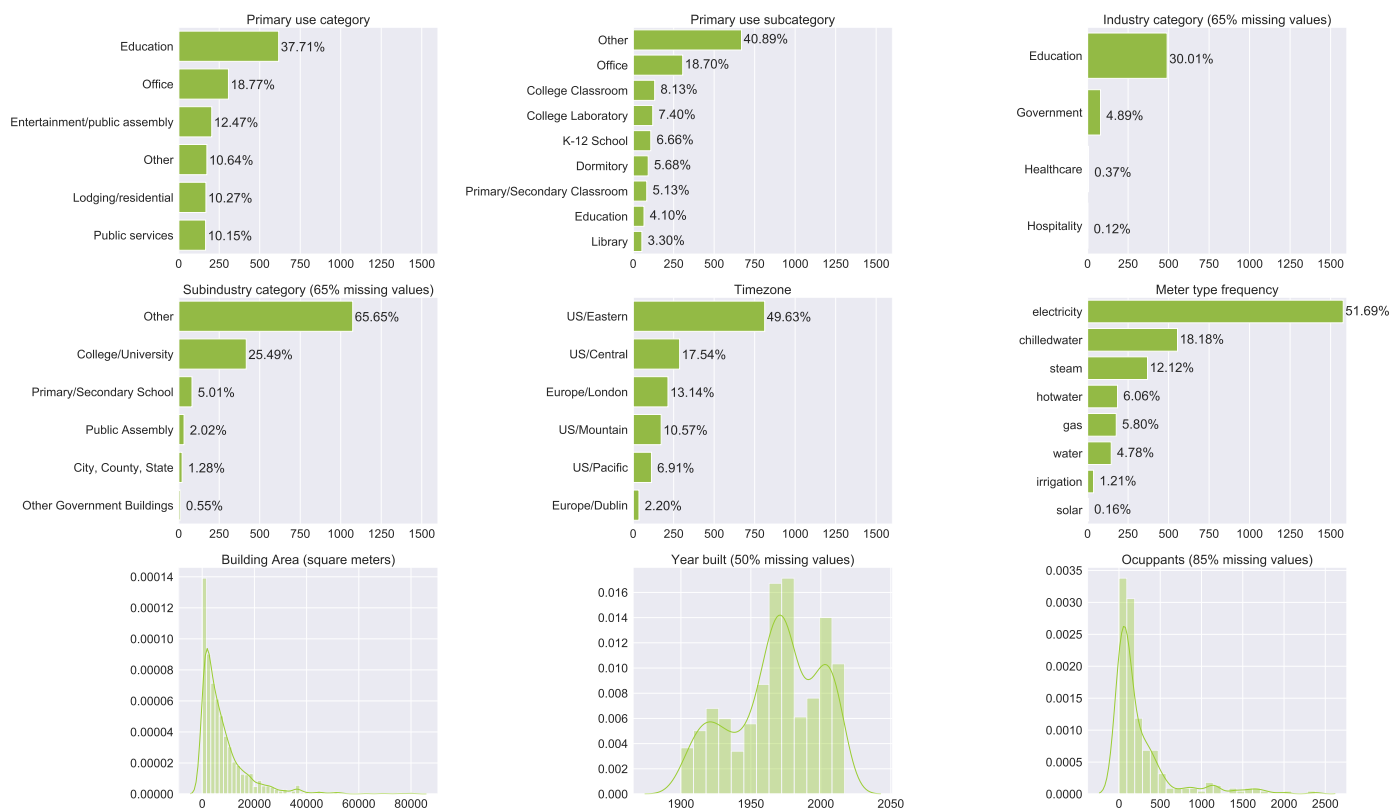 Primary use category
Education 37.71%
Office 18.77%
Entertainment/public assembly 12.47%
Other 10.64%
Lodging/residential 10.27%
Public services 10.15%
0 250 500 750 1000 1250 1500
Primary use subcategory
Other 40.89%
Office 18.70%
College Classroom 8.13%
College Laboratory 7.40%
K-12 School 6.66%
Dormitory 5.68%
Primary/Secondary Classroom 5.13%
Education 4.10%
Library 3.30%
0 250 500 750 1000 1250 1500
Industry category (65% missing values)
Education 30.01%
Government 4.89%
Healthcare 0.37%
Hospitality 0.12%
0 250 500 750 1000 1250 1500
Subindustry category (65% missing values)
Other 65.65%
College/University 25.49%
Primary/Secondary School 5.01%
Public Assembly 2.02%
City, County, State 1.28%
Other Government Buildings 0.55%
0 250 500 750 1000 1250 1500
Timezone
US/Eastern 49.63%
US/Central 17.54%
Europe/London 13.14%
US/Mountain 10.57%
US/Pacific 6.91%
Europe/Dublin 2.20%
0 250 500 750 1000 1250 1500
Meter type frequency
electricity 51.69%
chilledwater 18.18%
steam 12.12%
hotwater 6.06%
gas 5.80%
water 4.78%
irrigation 1.21%
solar 0.16%
0 250 500 750 1000 1250 1500
Building Area (square meters)
0.00014
0.00012
0.00010
0.00008
0.00006
0.00004
0.00002
0.00000
0 20000 40000 60000 80000
Year built (50% missing values)
0.016
0.014
0.012
0.010
0.008
0.006
0.004
0.002
0.000
1900 1950 2000 2050
Ocuppants (85% missing values)
0.0035
0.0030
0.0025
0.0020
0.0015
0.0010
0.0005
0.0000
0 500 1000 1500 2000 2500